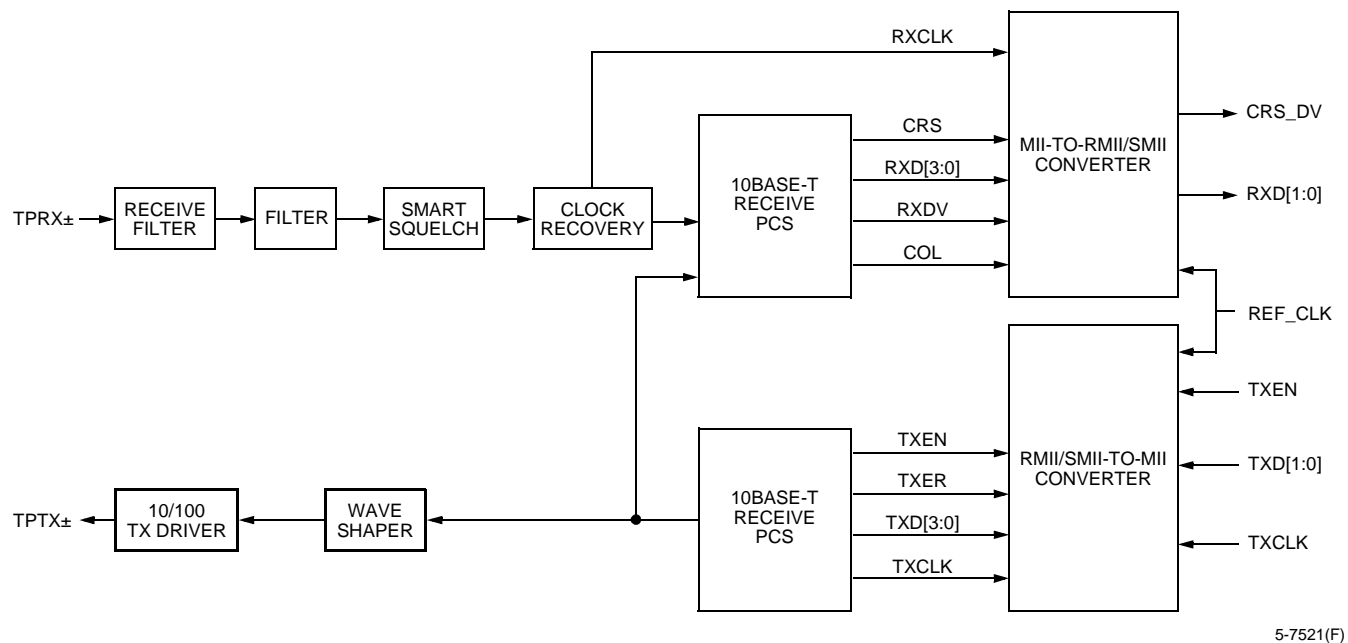 RXCLK
CRS
RXD[3:0]
RXDV
COL
MII-TO-RMII/SMII
CONVERTER
CRS_DV
RXD[1:0]
TPRX±
RECEIVE
FILTER
FILTER
SMART
SQUELCH
CLOCK
RECOVERY
10BASE-T
RECEIVE
PCS
REF_CLK
TXEN
TXD[1:0]
TXCLK
RMII/SMII-TO-MII
CONVERTER
TXEN
TXER
TXD[3:0]
TXCLK
10BASE-T
RECEIVE
PCS
TPTX±
10/100
TX DRIVER
WAVE
SHAPER
5-7521(F)